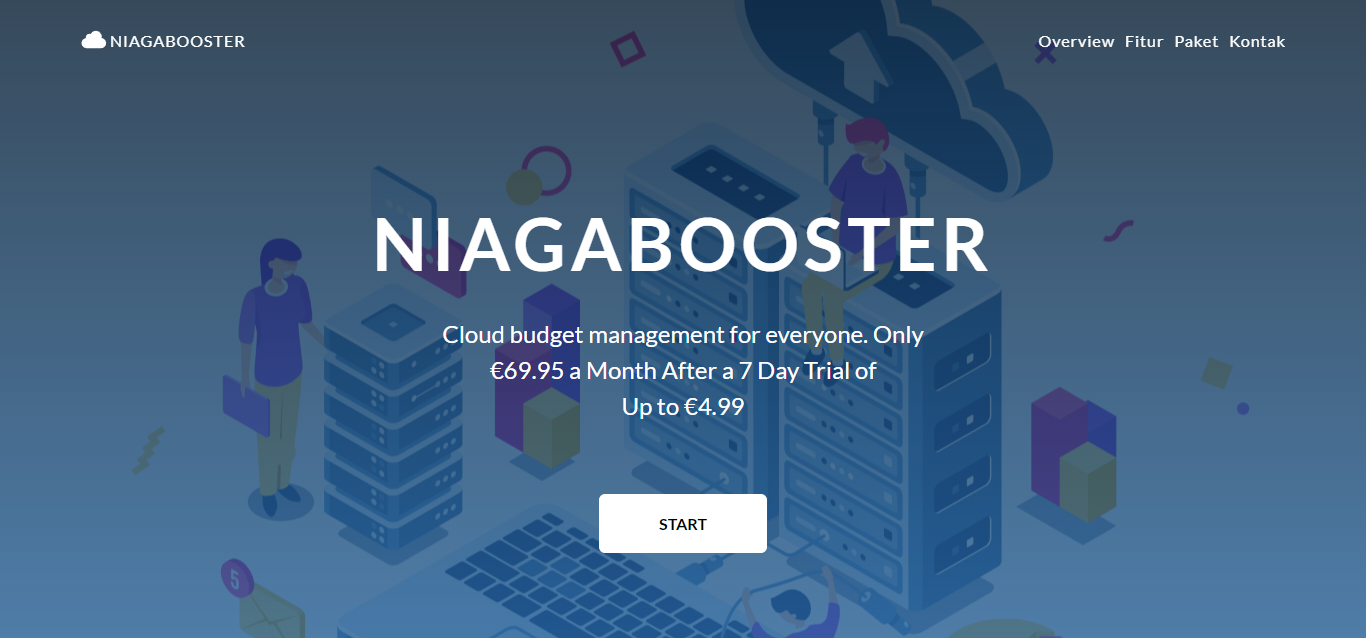 NIAGABOOSTER
Overview Fitur Paket Kontak
NIAGABOOSTER
Cloud budget management for everyone. Only
€69.95 a Month After a 7 Day Trial of
Up to €4.99
START
5